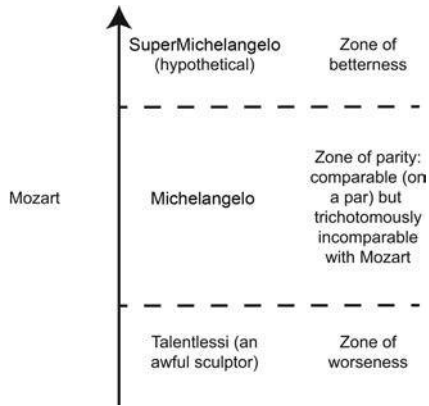 SuperMichelangelo
(hypothetical)
Zone of
betterness
Mozart
Michelangelo
Zone of parity:
comparable (on
a par) but
trichotomously
incomparable
with Mozart
Talentlessi (an
awful sculptor)
Zone of
worseness